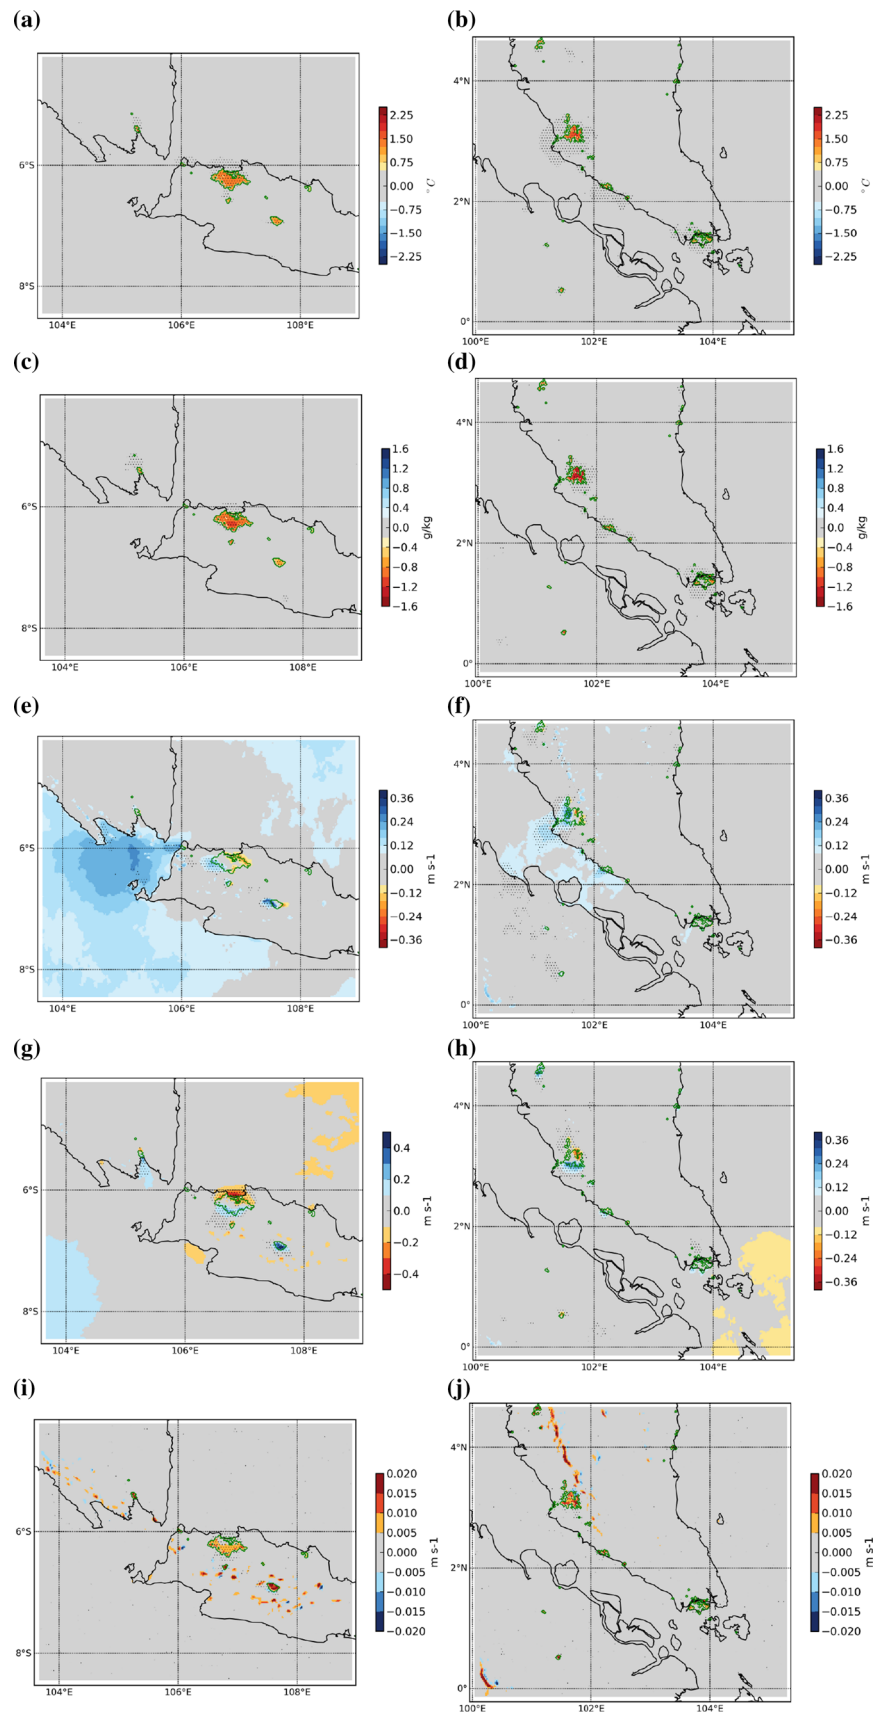 (a)
(b)
6°S
8°S
104°E 106°E 108°E
2.25
1.50
0.75
0.00
−0.75
−1.50
−2.25
°C
4°N
2°N
0°
100°E 102°E 104°E
2.25
1.50
0.75
0.00
−0.75
−1.50
−2.25
°C
(c)
(d)
6°S
8°S
104°E 106°E 108°E
1.6
1.2
0.8
0.4
0.0
−0.4
−0.8
−1.2
−1.6
g/kg
4°N
2°N
0°
100°E 102°E 104°E
1.6
1.2
0.8
0.4
0.0
−0.4
−0.8
−1.2
−1.6
g/kg
(e)
(f)
6°S
8°S
104°E 106°E 108°E
0.36
0.24
0.12
0.00
−0.12
−0.24
−0.36
m s-1
4°N
2°N
0°
100°E 102°E 104°E
0.36
0.24
0.12
0.00
−0.12
−0.24
−0.36
m s-1
(g)
(h)
6°S
8°S
104°E 106°E 108°E
0.4
0.2
0.0
−0.2
−0.4
m s-1
4°N
2°N
0°
100°E 102°E 104°E
0.36
0.24
0.12
0.00
−0.12
−0.24
−0.36
m s-1
(i)
(j)
6°S
8°S
104°E 106°E 108°E
0.020
0.015
0.010
0.005
0.000
−0.005
−0.010
−0.015
−0.020
m s-1
4°N
2°N
0°
100°E 102°E 104°E
0.020
0.015
0.010
0.005
0.000
−0.005
−0.010
−0.015
−0.020
m s-1